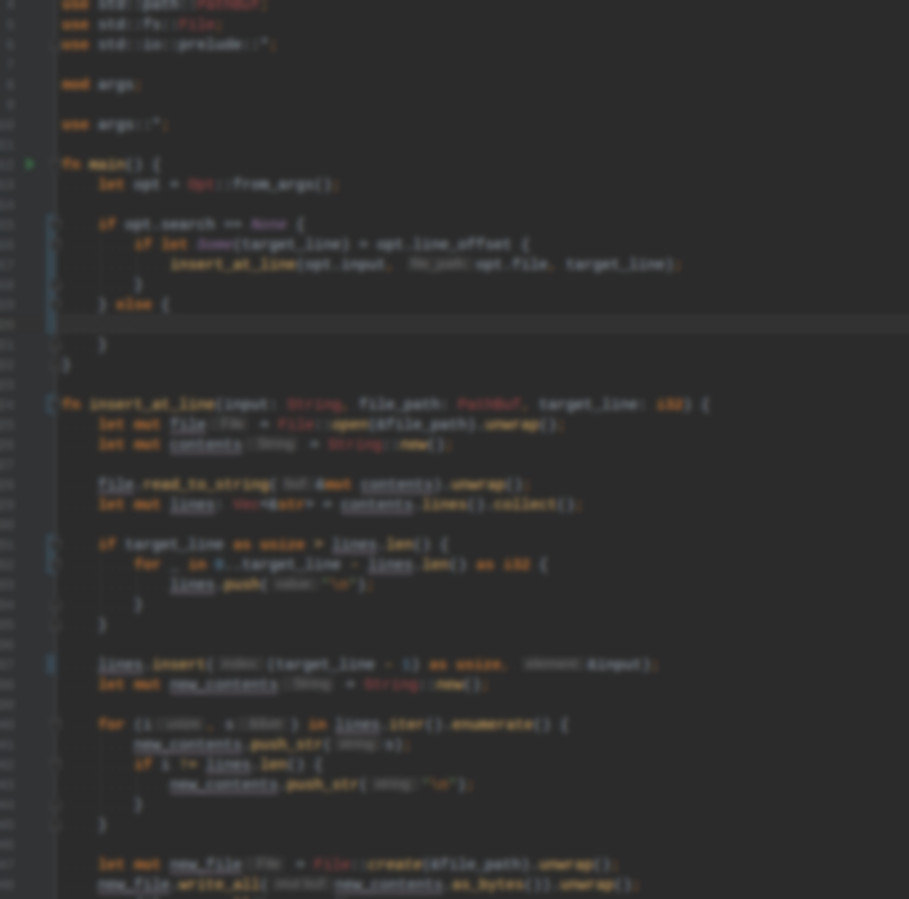 use std::path::PathBuf;
use std::fs::File;
use std::io::prelude::*;
mod args;
use args::*;
fn main() {
let opt = Opt::from_args();
if opt.search == None {
if let Some(target_line) = opt.line_offset {
insert_at_line(opt.input, file_path: opt.file, target_line);
}
} else {
}
}
fn insert_at_line(input: String, file_path: PathBuf, target_line: i32) {
let mut file: File = File::open(&file_path).unwrap();
let mut contents: String = String::new();
file.read_to_string( buf: &mut contents).unwrap();
let mut lines: Vec<&str> = contents.lines().collect();
if target_line as usize > lines.len() {
for _ in 0..target_line - lines.len() as i32 {
lines.push( value: "\n");
}
}
lines.insert( index: (target_line - 1) as usize, element: &input);
let mut new_contents: String = String::new();
for (i: usize, s: &&str) in lines.iter().enumerate() {
new_contents.push_str( string: s);
if i != lines.len() {
new_contents.push_str( string: "\n");
}
}
let mut new_file: File = File::create(&file_path).unwrap();
new_file.write_all( new_contents.as_bytes()).unwrap();